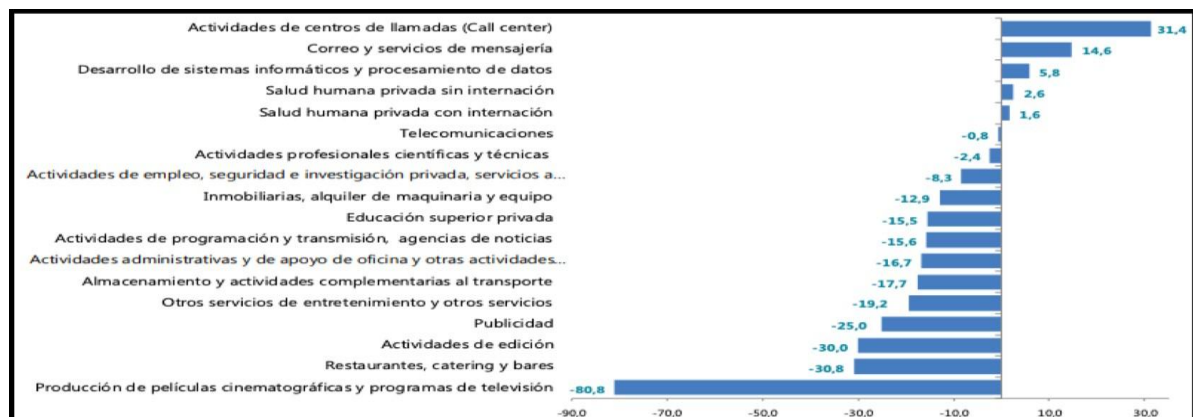 Actividades de centros de llamadas (Call center) 31,4
Correo y servicios de mensajería 14,6
Desarrollo de sistemas informáticos y procesamiento de datos 5,8
Salud humana privada sin internación 2,6
Salud humana privada con internación 1,6
Telecomunicaciones -0,8
Actividades profesionales científicas y técnicas -2,4
Actividades de empleo, seguridad e investigación privada, servicios a... -8,3
Inmobiliarias, alquiler de maquinaria y equipo -12,9
Educación superior privada -15,5
Actividades de programación y transmisión, agencias de noticias -15,6
Actividades administrativas y de apoyo de oficina y otras actividades... -16,7
Almacenamiento y actividades complementarias al transporte -17,7
Otros servicios de entretenimiento y otros servicios -19,2
Publicidad -25,0
Actividades de edición -30,0
Restaurantes, catering y bares -30,8
Producción de películas cinematográficas y programas de televisión -80,8
-90,0 -70,0 -50,0 -30,0 -10,0 10,0 30,0